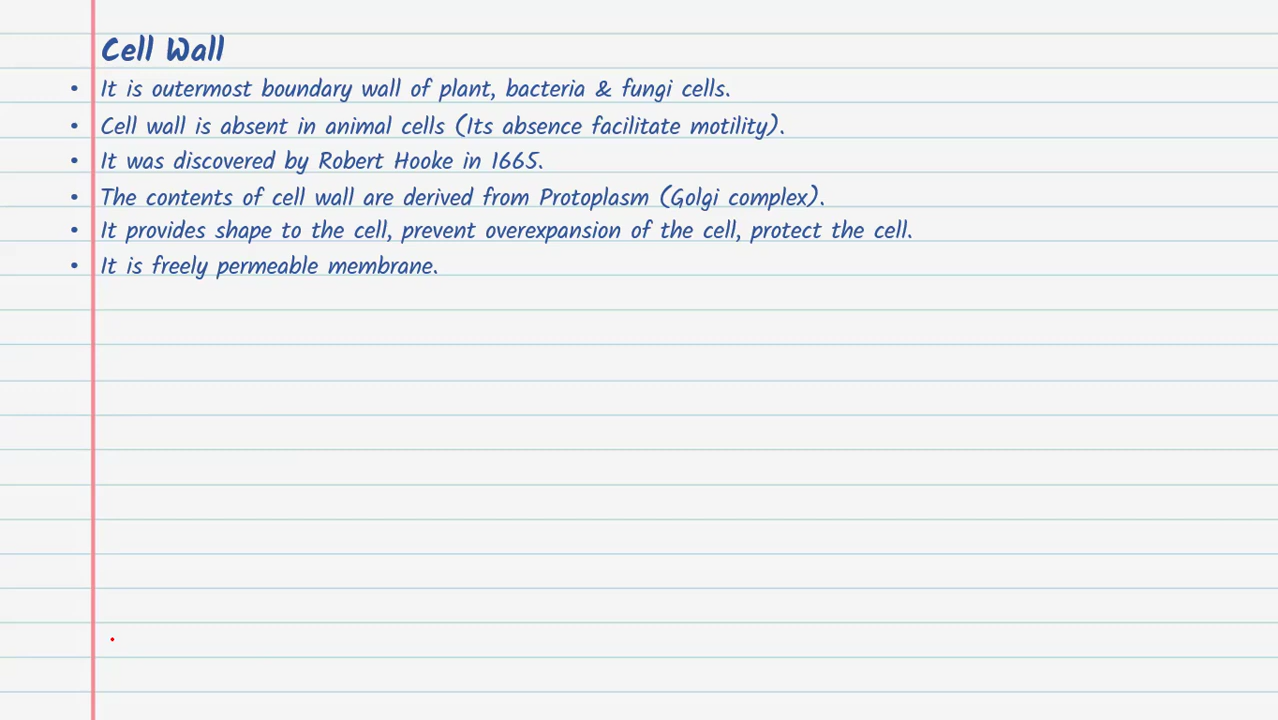 Cell Wall
• It is outermost boundary wall of plant, bacteria & fungi cells.
• Cell wall is absent in animal cells (Its absence facilitate motility).
• It was discovered by Robert Hooke in 1665.
• The contents of cell wall are derived from Protoplasm (Golgi complex).
• It provides shape to the cell, prevent overexpansion of the cell, protect the cell.
• It is freely permeable membrane.